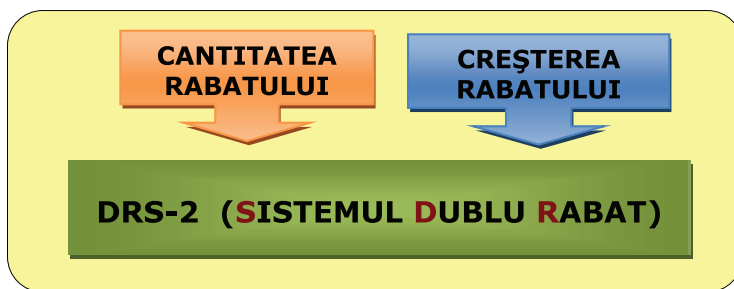 CANTITATEA
RABATULUI
CREŞTEREA
RABATULUI
DRS-2 (SISTEMUL DUBLU RABAT)